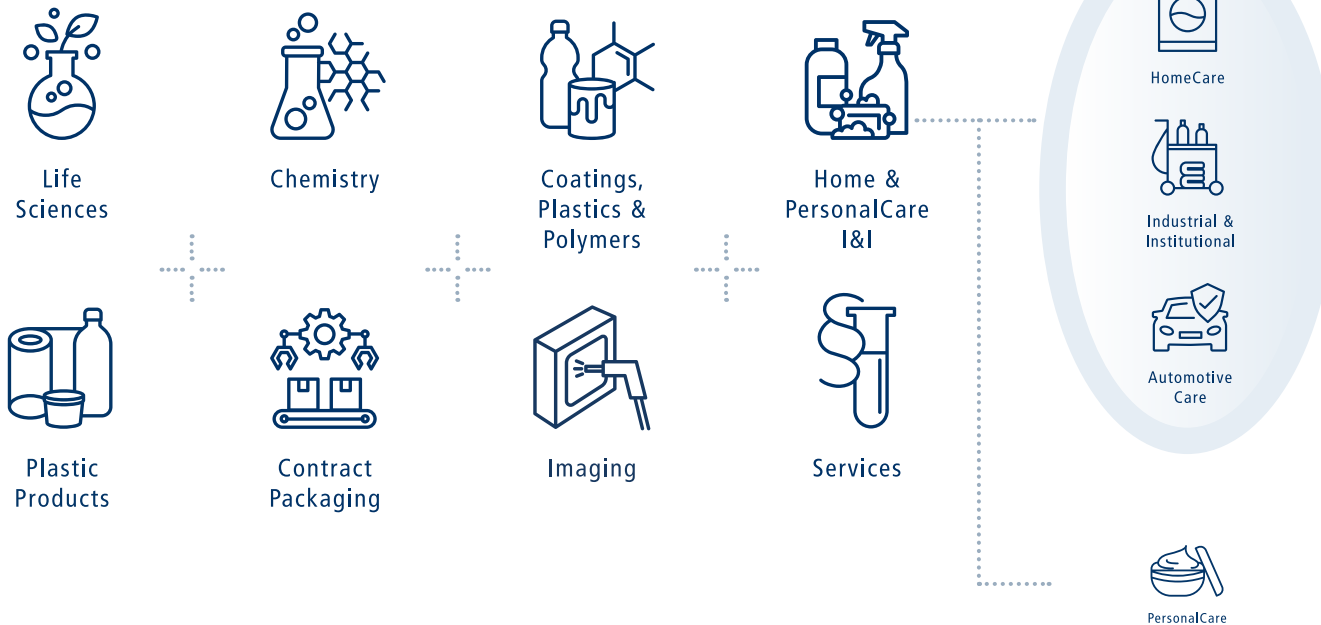 Life
Sciences
Chemistry
Coatings,
Plastics &
Polymers
Home &
PersonalCare
I&I
Plastic
Products
Contract
Packaging
Imaging
Services
HomeCare
Industrial &
Institutional
Automotive
Care
PersonalCare